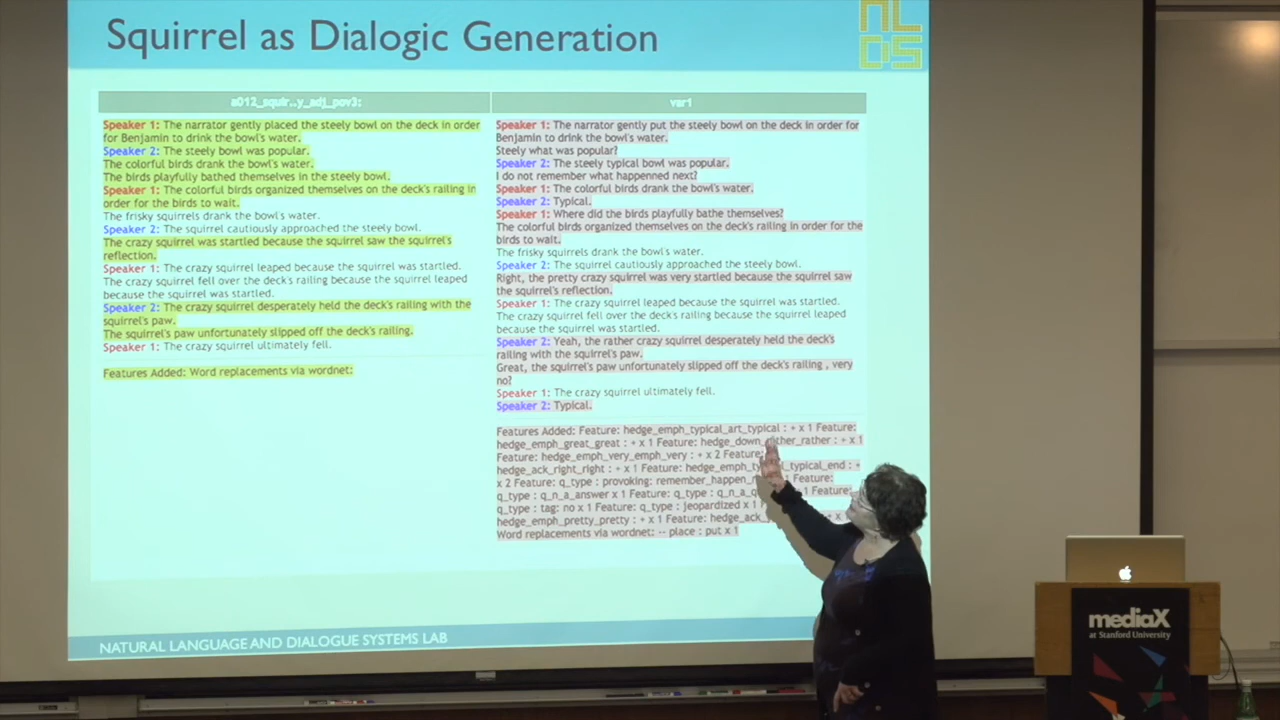 Squirrel as Dialogic Generation
NL
DS
a012_squir..y_adj_pov3:
Speaker 1: The narrator gently placed the steely bowl on the deck in order
for Benjamin to drink the bowl's water.
Speaker 2: The steely bowl was popular.
The colorful birds drank the bowl's water.
The birds playfully bathed themselves in the steely bowl.
Speaker 1: The colorful birds organized themselves on the deck's railing in
order for the birds to wait.
The frisky squirrels drank the bowl's water.
Speaker 2: The squirrel cautiously approached the steely bowl.
The crazy squirrel was startled because the squirrel saw the squirrel's
reflection.
Speaker 1: The crazy squirrel leaped because the squirrel was startled.
The crazy squirrel fell over the deck's railing because the squirrel leaped
because the squirrel was startled.
Speaker 2: The crazy squirrel desperately held the deck's railing with the
squirrel's paw.
The squirrel's paw unfortunately slipped off the deck's railing.
Speaker 1: The crazy squirrel ultimately fell.
Features Added: Word replacements via wordnet:
var1
Speaker 1: The narrator gently put the steely bowl on the deck in order for
Benjamin to drink the bowl's water.
Steely what was popular?
Speaker 2: The steely typical bowl was popular.
I do not remember what happenned next?
Speaker 1: The colorful birds drank the bowl's water.
Speaker 2: Typical.
Speaker 1: Where did the birds playfully bathe themselves?
The colorful birds organized themselves on the deck's railing in order for the
birds to wait.
The frisky squirrels drank the bowl's water.
Speaker 2: The squirrel cautiously approached the steely bowl.
Right, the pretty crazy squirrel was very startled because the squirrel saw
the squirrel's reflection.
Speaker 1: The crazy squirrel leaped because the squirrel was startled.
The crazy squirrel fell over the deck's railing because the squirrel leaped
because the squirrel was startled.
Speaker 2: Yeah, the rather crazy squirrel desperately held the deck's
railing with the squirrel's paw.
Great, the squirrel's paw unfortunately slipped off the deck's railing , very
no?
Speaker 1: The crazy squirrel ultimately fell.
Speaker 2: Typical.
Features Added: Feature: hedge_emph_typical_art_typical : + x 1 Feature:
hedge_emph_great_great : + x 1 Feature: : + x 1
Feature: hedge_emph_very_emph_very : + x 2 Feature:
hedge_ack_right_right : + x 1 Feature: :  +
x 2 Feature: q_type : provoking: Feature:
q_type : q_n_a_answer x 1 Feature: q_type : Feature:
q_type : tag: no x 1 Feature: q_type : jeopardized x 1
hedge_emph_pretty_pretty : + x 1 Feature: x
Word replacements via wordnet: -- place : put x 1
NATURAL LANGUAGE AND DIALOGUE SYSTEMS LAB
mediaX
at Stanford University